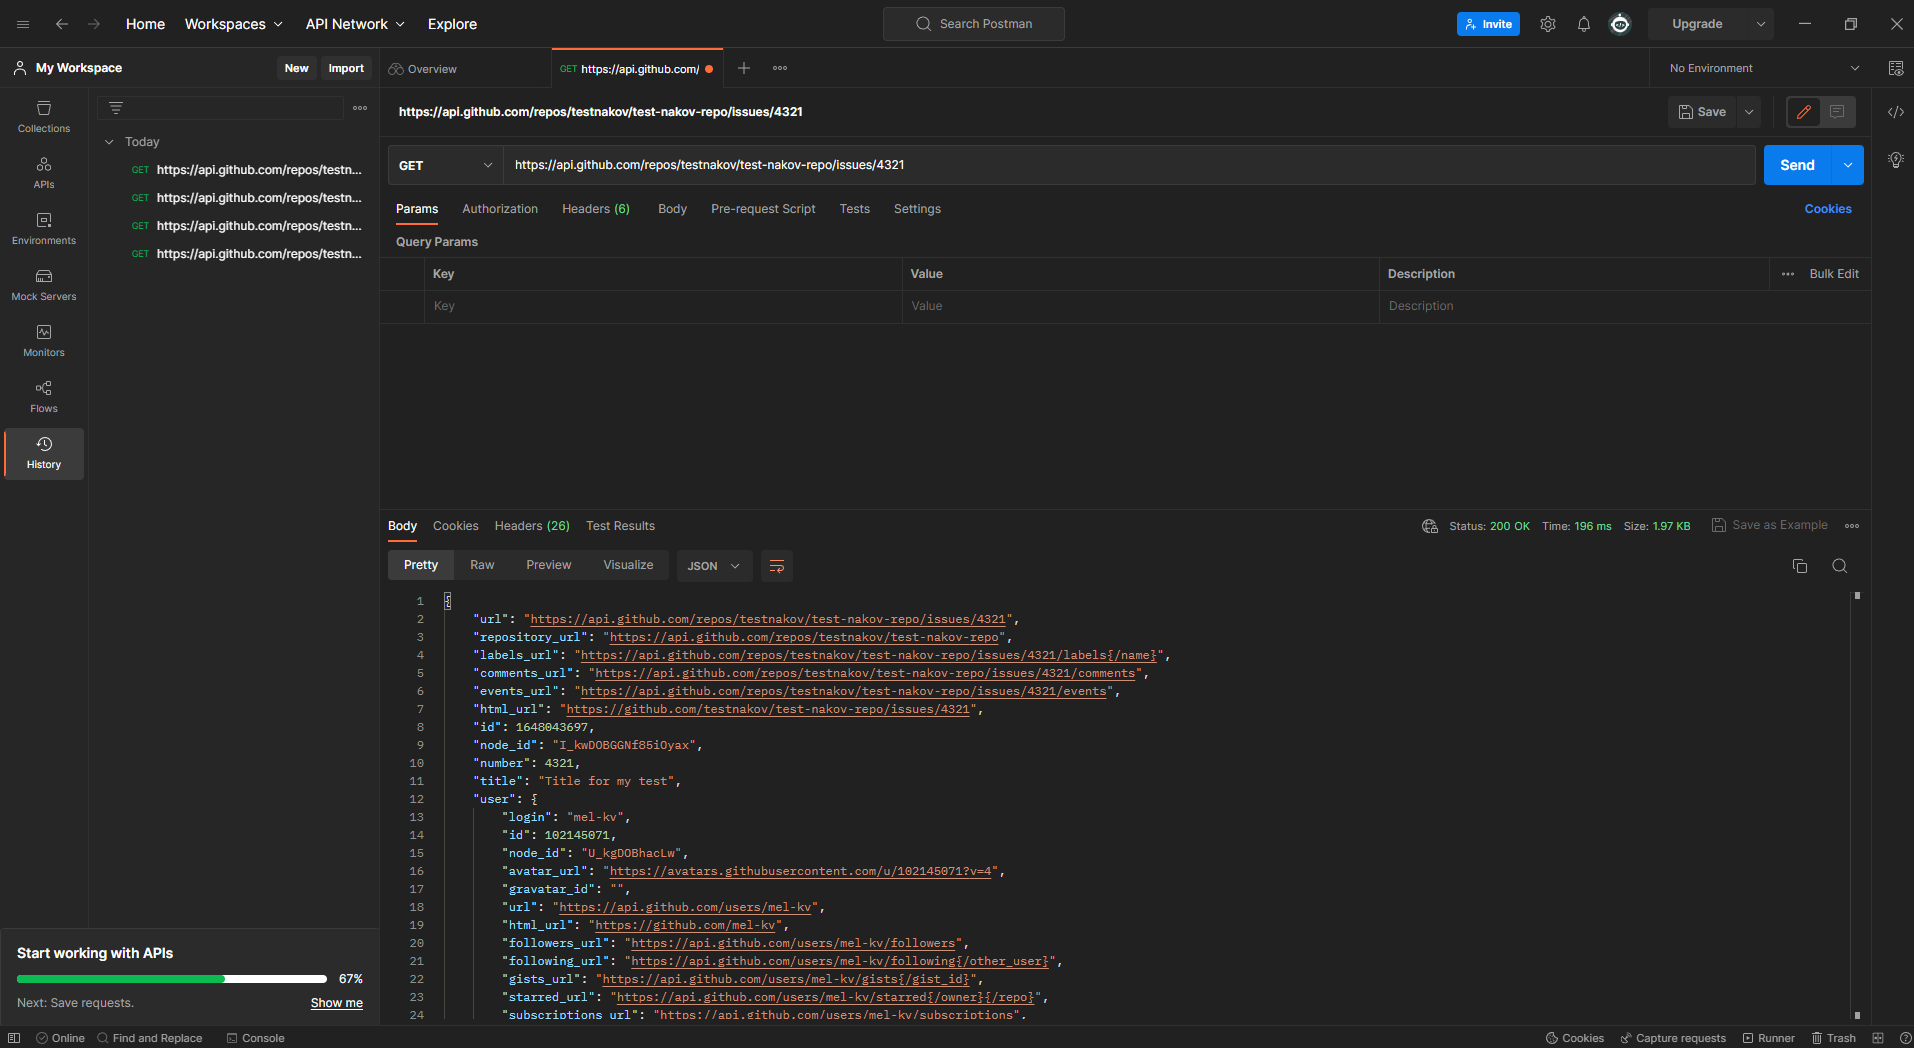 Home Workspaces API Network Explore Search Postman Invite Upgrade
My Workspace New Import Overview GET https://api.github.com/ No Environment
Collections
APIs
Environments
Mock Servers
Monitors
Flows
History
Today
GET https://api.github.com/repos/testn...
GET https://api.github.com/repos/testn...
GET https://api.github.com/repos/testn...
GET https://api.github.com/repos/testn...
Start working with APIs
67%
Next: Save requests. Show me
https://api.github.com/repos/testnakov/test-nakov-repo/issues/4321 Save
GET https://api.github.com/repos/testnakov/test-nakov-repo/issues/4321 Send
Params Authorization Headers (6) Body Pre-request Script Tests Settings Cookies
Query Params
Key Value Description Bulk Edit
Key Value Description
Body Cookies Headers (26) Test Results Status: 200 OK Time: 196 ms Size: 1.97 KB Save as Example
Pretty Raw Preview Visualize JSON
1 {
2 "url": "https://api.github.com/repos/testnakov/test-nakov-repo/issues/4321",
3 "repository_url": "https://api.github.com/repos/testnakov/test-nakov-repo",
4 "labels_url": "https://api.github.com/repos/testnakov/test-nakov-repo/issues/4321/labels{/name}",
5 "comments_url": "https://api.github.com/repos/testnakov/test-nakov-repo/issues/4321/comments",
6 "events_url": "https://api.github.com/repos/testnakov/test-nakov-repo/issues/4321/events",
7 "html_url": "https://github.com/testnakov/test-nakov-repo/issues/4321",
8 "id": 1648043697,
9 "node_id": "I_kwDOBGGNf85iOyax",
10 "number": 4321,
11 "title": "Title for my test",
12 "user": {
13 "login": "mel-kv",
14 "id": 102145071,
15 "node_id": "U_kgDOBhacLw",
16 "avatar_url": "https://avatars.githubusercontent.com/u/102145071?v=4",
17 "gravatar_id": "",
18 "url": "https://api.github.com/users/mel-kv",
19 "html_url": "https://github.com/mel-kv",
20 "followers_url": "https://api.github.com/users/mel-kv/followers",
21 "following_url": "https://api.github.com/users/mel-kv/following{/other_user}",
22 "gists_url": "https://api.github.com/users/mel-kv/gists{/gist_id}",
23 "starred_url": "https://api.github.com/users/mel-kv/starred{/owner}{/repo}",
24 "subscriptions_url": "https://api.github.com/users/mel-kv/subscriptions",
Online Find and Replace Console Cookies Capture requests Runner Trash